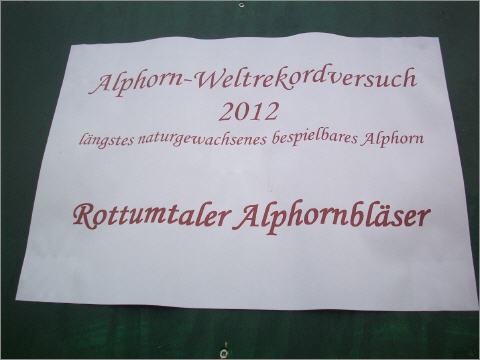 Alphorn-Weltrekordversuch
2012
längstes naturgewachsenes bespielbares Alphorn
Rottumtaler Alphornbläser